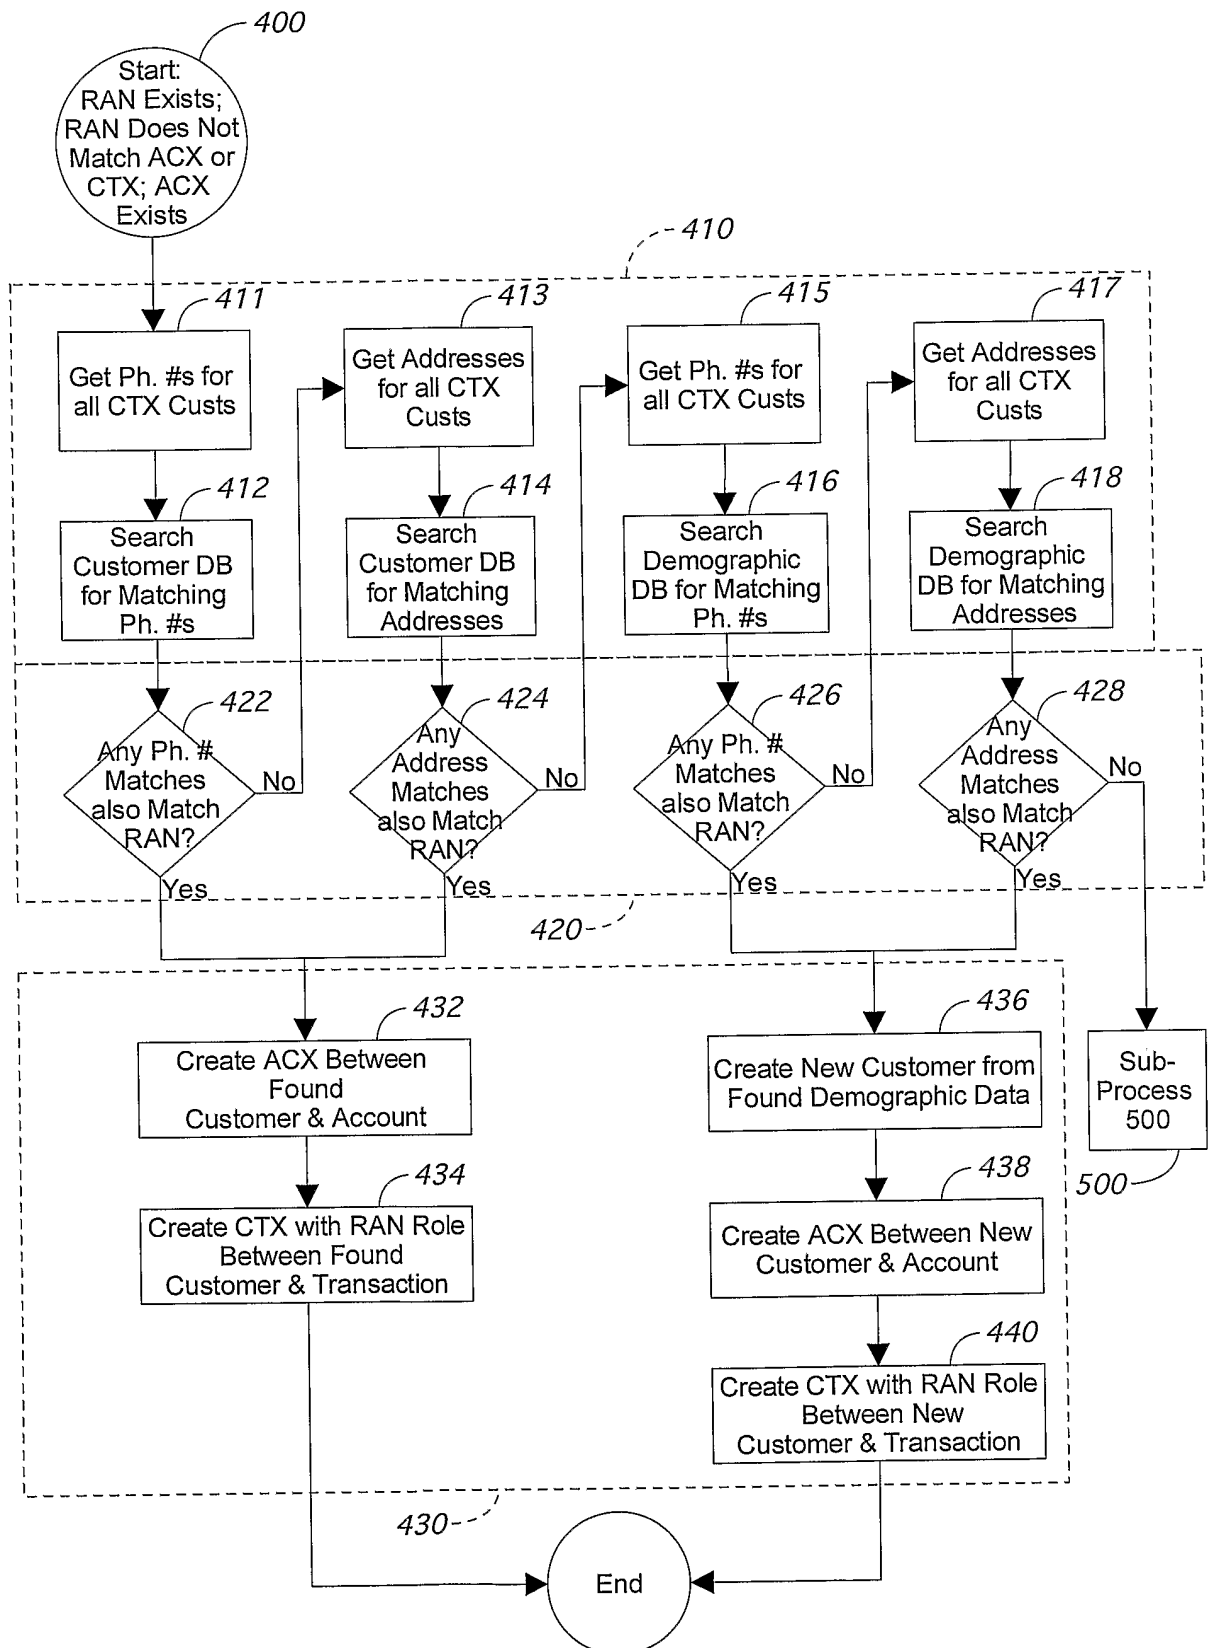 400
Start:
RAN Exists;
RAN Does Not
Match ACX or
CTX; ACX
Exists
410
411
Get Ph. #s for
all CTX Custs
413
Get Addresses
for all CTX
Custs
415
Get Ph. #s for
all CTX Custs
417
Get Addresses
for all CTX
Custs
412
Search
Customer DB
for Matching
Ph. #s
414
Search
Customer DB
for Matching
Addresses
416
Search
Demographic
DB for Matching
Ph. #s
418
Search
Demographic
DB for Matching
Addresses
422
Any Ph. #
Matches
also Match
RAN?
No
Yes
424
Any
Address
Matches
also Match
RAN?
No
Yes
426
Any Ph. #
Matches
also Match
RAN?
No
Yes
428
Any
Address
Matches
also Match
RAN?
No
Yes
420
432
Create ACX Between
Found
Customer & Account
434
Create CTX with RAN Role
Between Found
Customer & Transaction
436
Create New Customer from
Found Demographic Data
438
Create ACX Between New
Customer & Account
440
Create CTX with RAN Role
Between New
Customer & Transaction
Sub-
Process
500
500
430
End